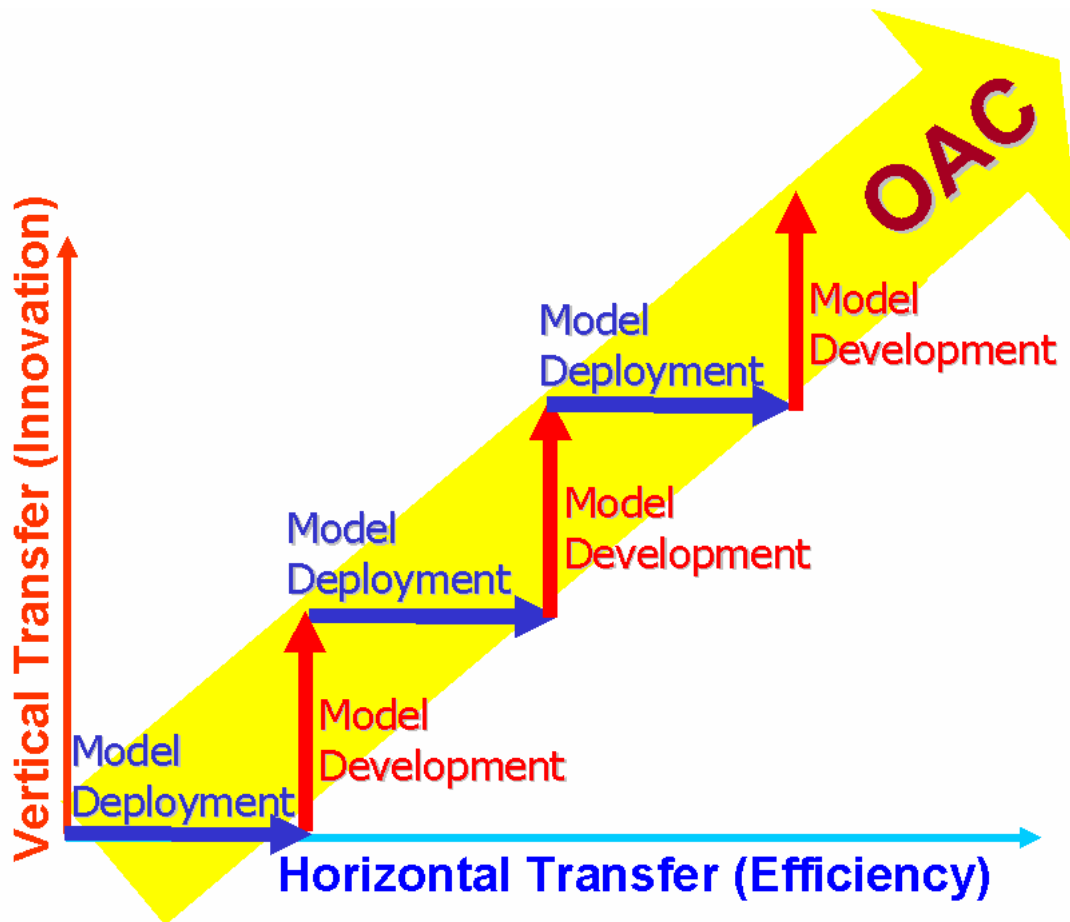 OAC
Vertical Transfer (Innovation)
Model
Development
Model
Deployment
Model
Development
Model
Deployment
Model
Development
Model
Deployment
Horizontal Transfer (Efficiency)